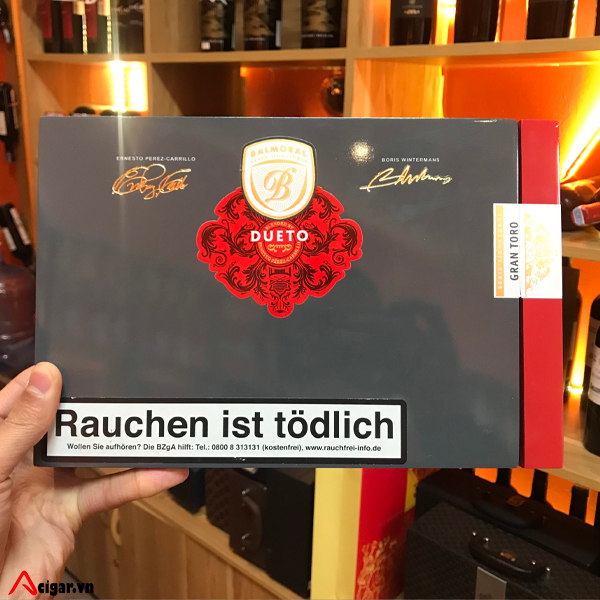 ERNESTO PEREZ-CARRILLO
BORIS WINTERMANS
BALMORAL
B
DUETO
GRAN TORO
Rauchen ist tödlich
Wollen Sie aufhören? Die BZgA hilft: Tel.: 0800 8 313131 (kostenfrei), www.rauchfrei-info.de
Acigar.vn